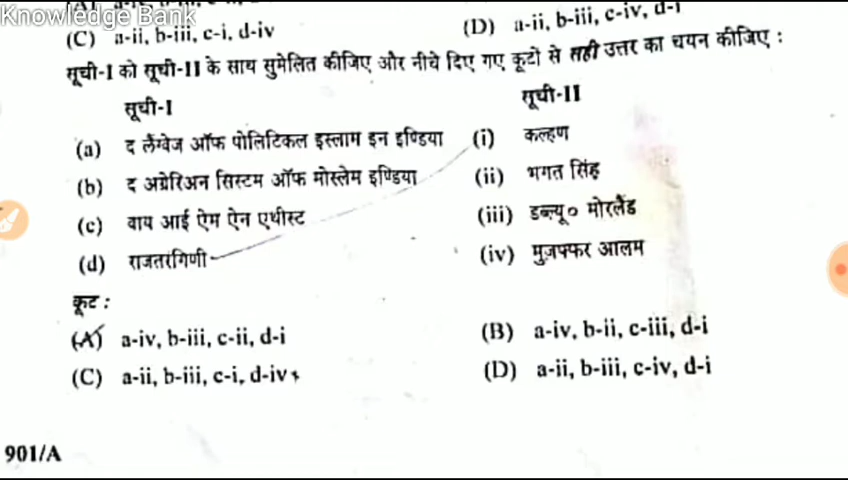 Knowledge Bank
(C) a-ii, b-iii, c-i, d-iv (D) a-ii, b-iii, c-iv, d-i
सूची-I को सूची-II के साथ सुमेलित कीजिए और नीचे दिए गए कूटों से सही उत्तर का चयन कीजिए :
सूची-I सूची-II
(a) द लैंग्वेज ऑफ पोलिटिकल इस्लाम इन इण्डिया (i) कल्हण
(b) द अग्रेरिअन सिस्टम ऑफ मोस्लेम इण्डिया (ii) भगत सिंह
(c) वाय आई ऐम ऐन एथीस्ट (iii) डब्ल्यू० मोरलैंड
(d) राजतरंगिणी (iv) मुज़फ्फर आलम
कूट :
(A) a-iv, b-iii, c-ii, d-i (B) a-iv, b-ii, c-iii, d-i
(C) a-ii, b-iii, c-i, d-iv (D) a-ii, b-iii, c-iv, d-i
901/A